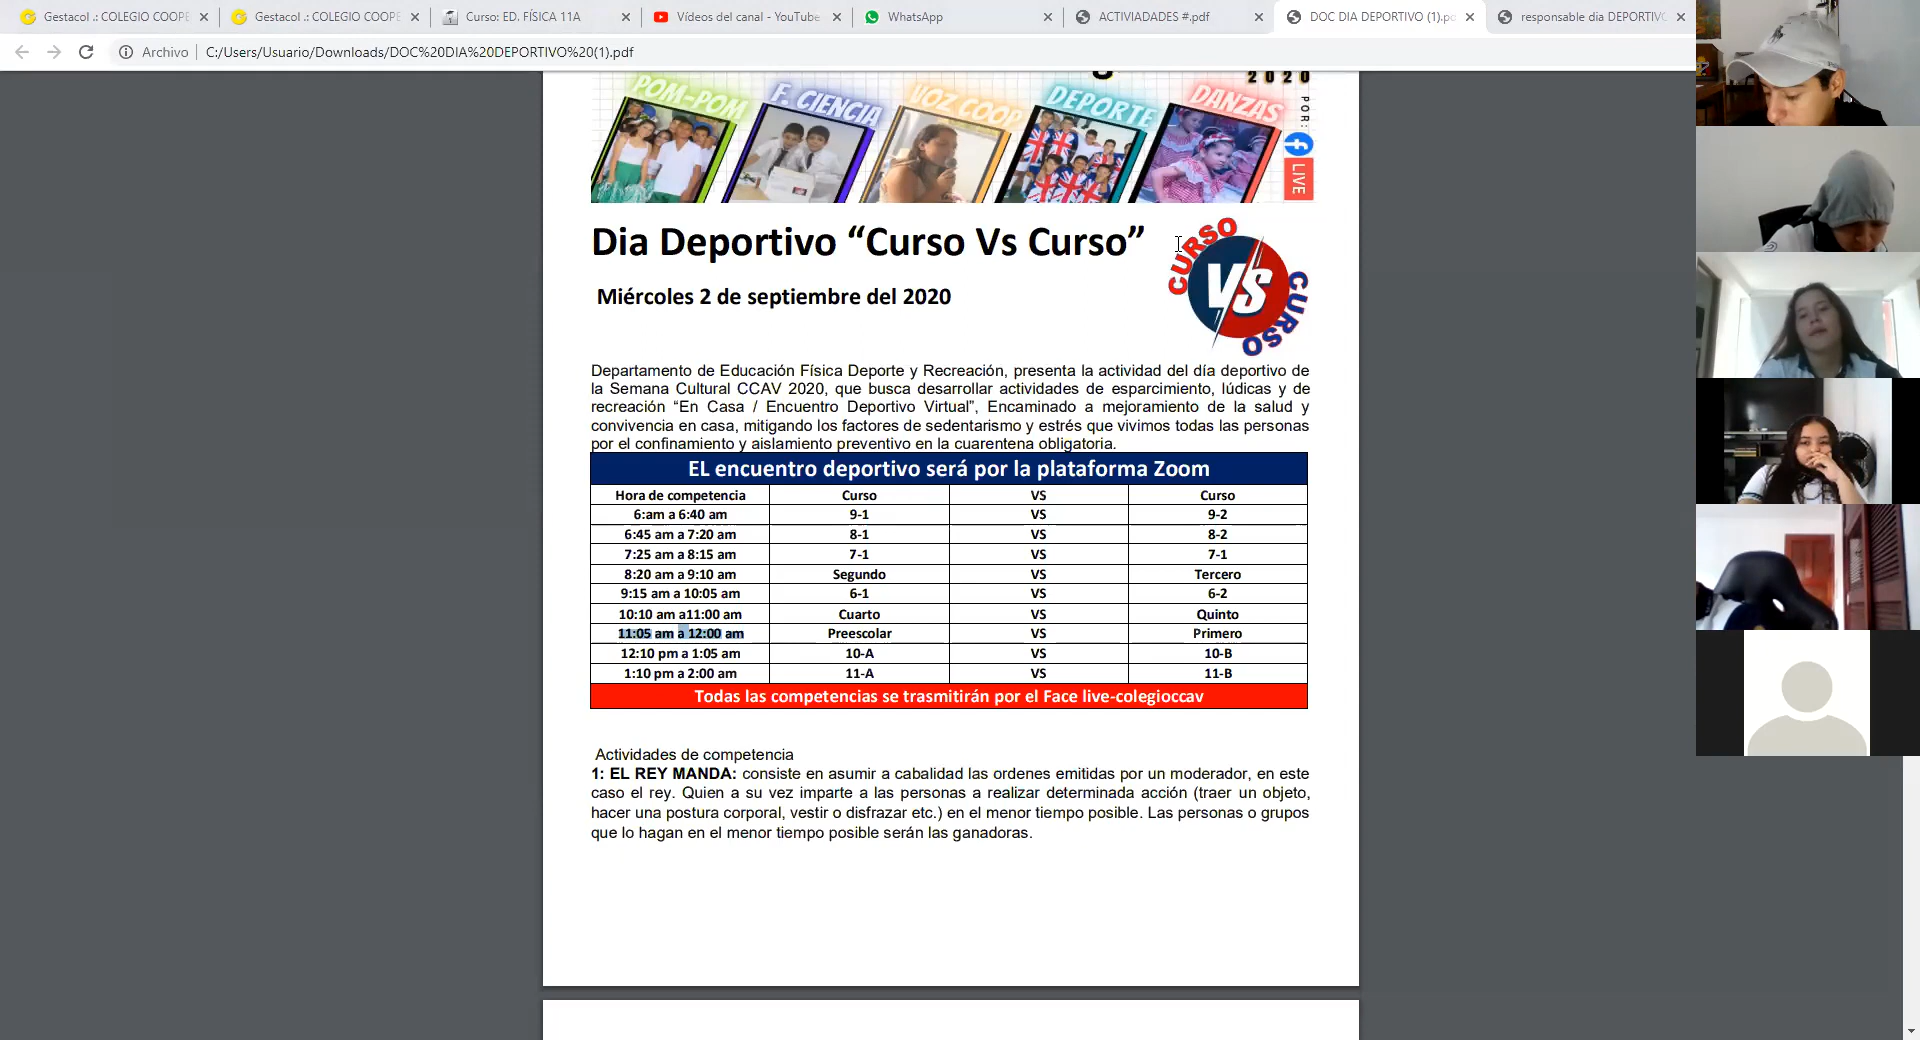 Gestacol .: COLEGIO COOPE
Gestacol .: COLEGIO COOPE
Curso: ED. FÍSICA 11A
Vídeos del canal - YouTube
WhatsApp
ACTIVIADADES #.pdf
DOC DIA DEPORTIVO (1).pd
responsable dia DEPORTIVO
Archivo
C:/Users/Usuario/Downloads/DOC%20DIA%20DEPORTIVO%20(1).pdf
2020
POM-POM
F. CIENCIA
VOZ COOP
DEPORTE
DANZAS
POR:
LIVE
Dia Deportivo “Curso Vs Curso”
CURSO
VS
CURSO
Miércoles 2 de septiembre del 2020
Departamento de Educación Física Deporte y Recreación, presenta la actividad del día deportivo de
la Semana Cultural CCAV 2020, que busca desarrollar actividades de esparcimiento, lúdicas y de
recreación “En Casa / Encuentro Deportivo Virtual”, Encaminado a mejoramiento de la salud y
convivencia en casa, mitigando los factores de sedentarismo y estrés que vivimos todas las personas
por el confinamiento y aislamiento preventivo en la cuarentena obligatoria.
EL encuentro deportivo será por la plataforma Zoom
Hora de competencia Curso VS Curso
6:am a 6:40 am 9-1 VS 9-2
6:45 am a 7:20 am 8-1 VS 8-2
7:25 am a 8:15 am 7-1 VS 7-1
8:20 am a 9:10 am Segundo VS Tercero
9:15 am a 10:05 am 6-1 VS 6-2
10:10 am a11:00 am Cuarto VS Quinto
11:05 am a 12:00 am Preescolar VS Primero
12:10 pm a 1:05 am 10-A VS 10-B
1:10 pm a 2:00 am 11-A VS 11-B
Todas las competencias se trasmitirán por el Face live-colegioccav
Actividades de competencia
1: EL REY MANDA: consiste en asumir a cabalidad las ordenes emitidas por un moderador, en este
caso el rey. Quien a su vez imparte a las personas a realizar determinada acción (traer un objeto,
hacer una postura corporal, vestir o disfrazar etc.) en el menor tiempo posible. Las personas o grupos
que lo hagan en el menor tiempo posible serán las ganadoras.